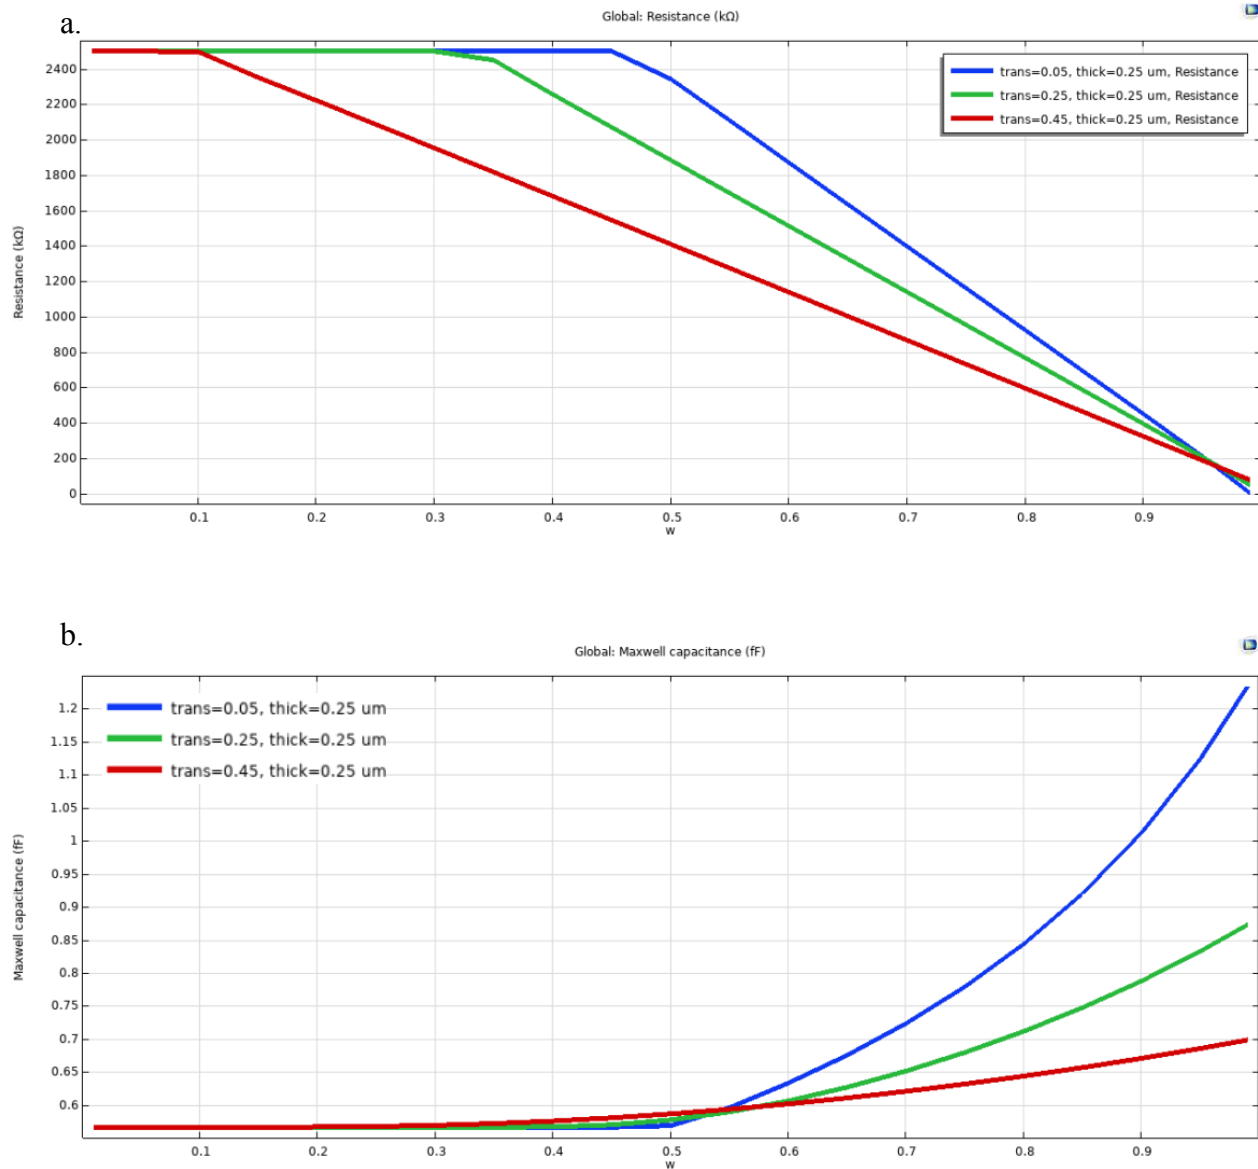 a.
Global: Resistance (kΩ)
trans=0.05, thick=0.25 um, Resistance
trans=0.25, thick=0.25 um, Resistance
trans=0.45, thick=0.25 um, Resistance
2400
2200
2000
1800
1600
1400
1200
1000
800
600
400
200
0
Resistance (kΩ)
0.1 0.2 0.3 0.4 0.5 0.6 0.7 0.8 0.9
w
b.
Global: Maxwell capacitance (fF)
trans=0.05, thick=0.25 um
trans=0.25, thick=0.25 um
trans=0.45, thick=0.25 um
1.2
1.15
1.1
1.05
1
0.95
0.9
0.85
0.8
0.75
0.7
0.65
0.6
Maxwell capacitance (fF)
0.1 0.2 0.3 0.4 0.5 0.6 0.7 0.8 0.9
w